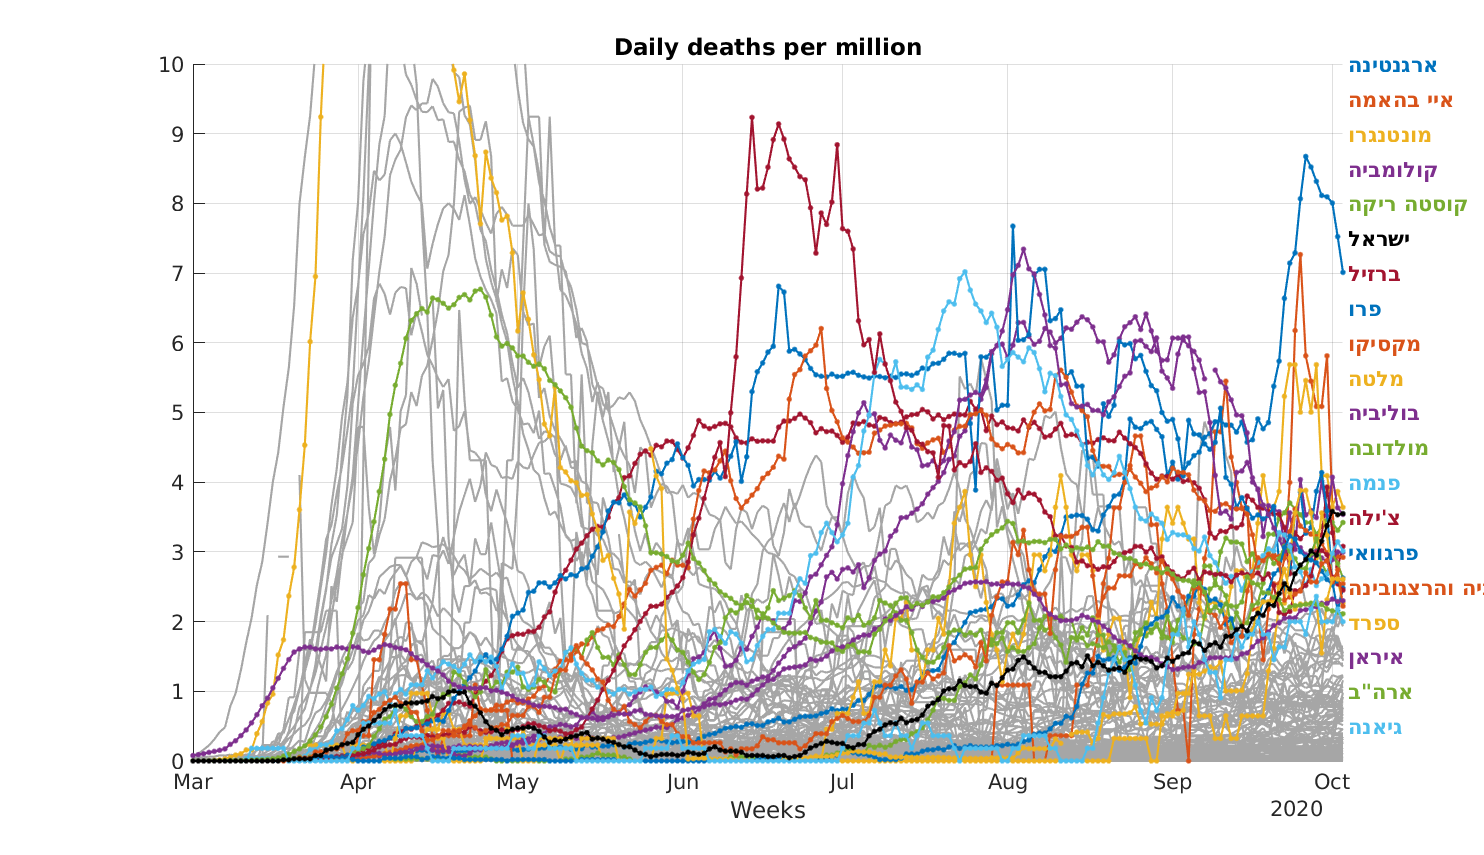 Daily deaths per million
10
9
8
7
6
5
4
3
2
1
0
Mar
Apr
May
Jun
Jul
Aug
Sep
Oct
2020
Weeks
ארגנטינה
איי בהאמה
מונטנגרו
קולומביה
קוסטה ריקה
ישראל
ברזיל
פרו
מקסיקו
מלטה
בוליביה
מולדובה
פנמה
צ'ילה
פרגוואי
והרצגובינה
ספרד
איראן
ארה"ב
גיאנה